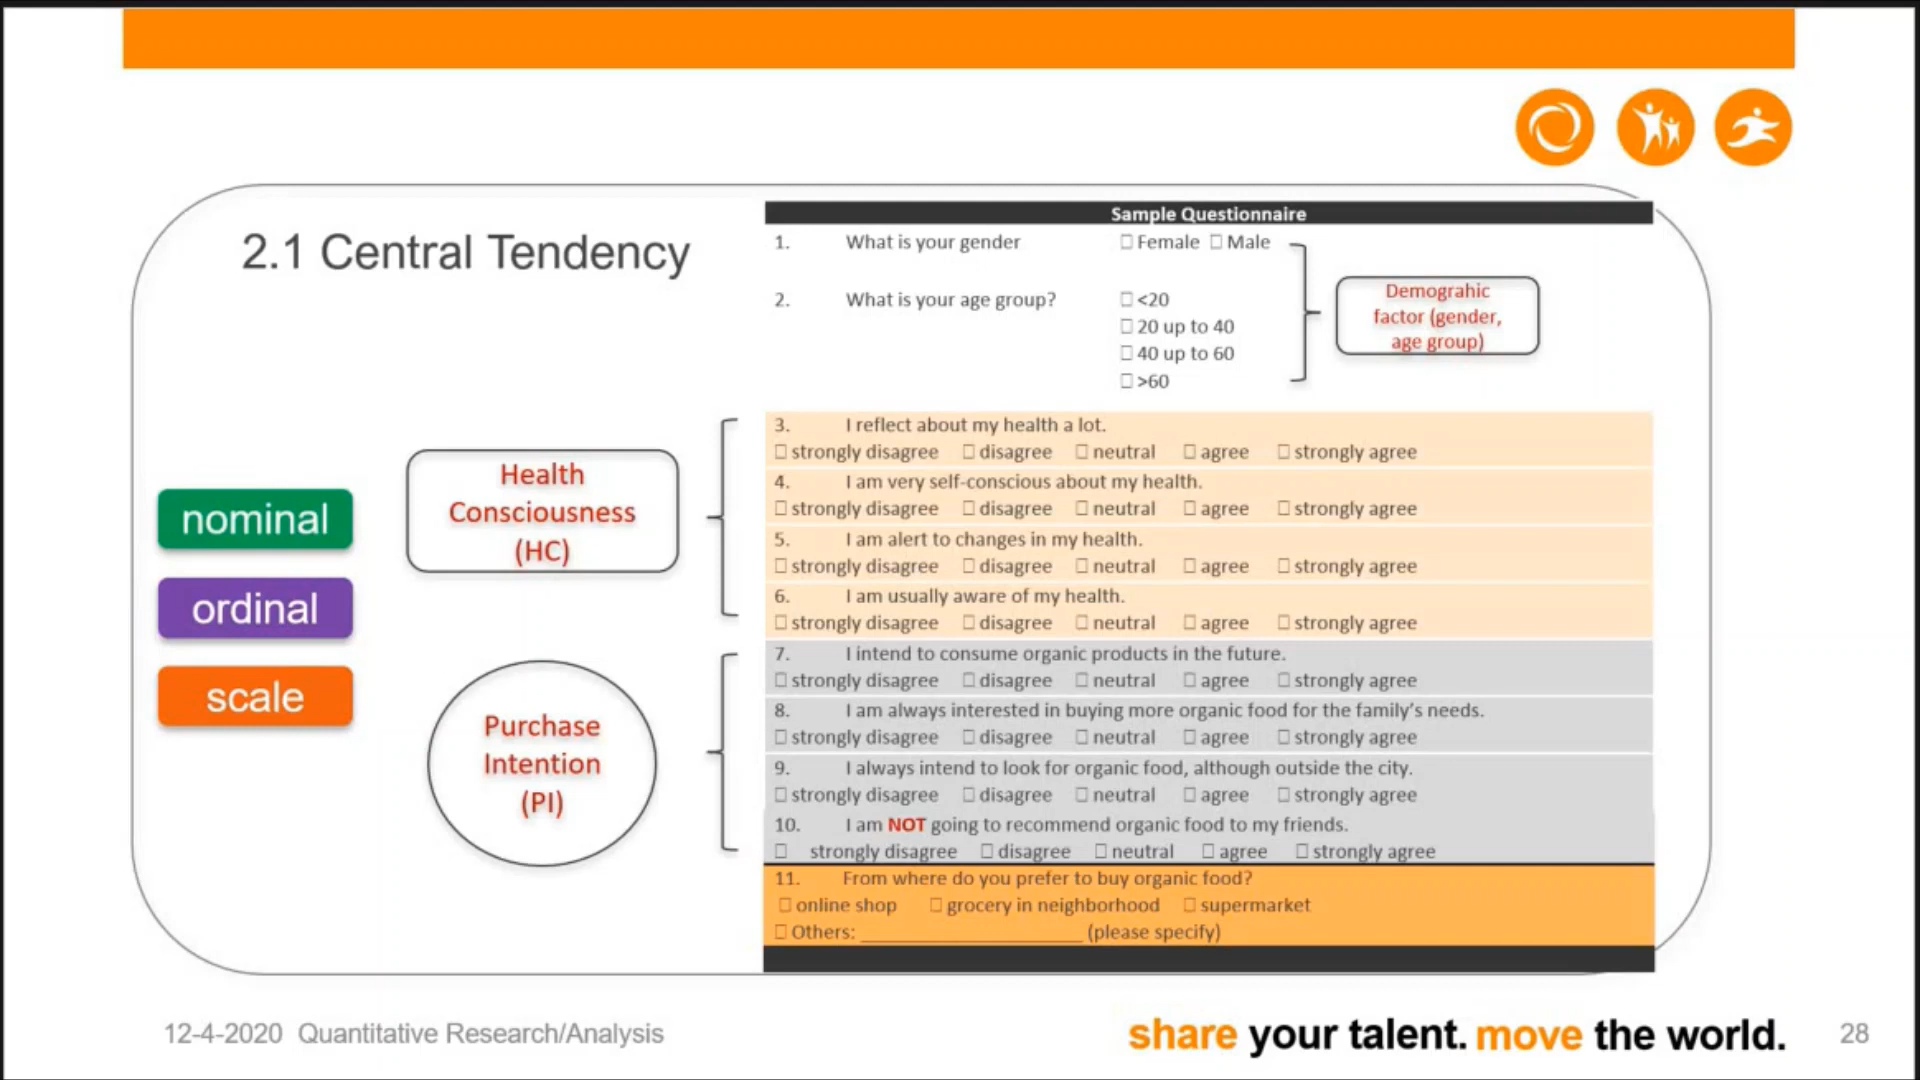 2.1 Central Tendency
Sample Questionnaire
1. What is your gender □ Female □ Male
2. What is your age group? □ <20
□ 20 up to 40
□ 40 up to 60
□ >60
Demograhic
factor (gender,
age group)
nominal
ordinal
scale
Health
Consciousness
(HC)
Purchase
Intention
(PI)
3. I reflect about my health a lot.
□ strongly disagree □ disagree □ neutral □ agree □ strongly agree
4. I am very self-conscious about my health.
□ strongly disagree □ disagree □ neutral □ agree □ strongly agree
5. I am alert to changes in my health.
□ strongly disagree □ disagree □ neutral □ agree □ strongly agree
6. I am usually aware of my health.
□ strongly disagree □ disagree □ neutral □ agree □ strongly agree
7. I intend to consume organic products in the future.
□ strongly disagree □ disagree □ neutral □ agree □ strongly agree
8. I am always interested in buying more organic food for the family's needs.
□ strongly disagree □ disagree □ neutral □ agree □ strongly agree
9. I always intend to look for organic food, although outside the city.
□ strongly disagree □ disagree □ neutral □ agree □ strongly agree
10. I am NOT going to recommend organic food to my friends.
□ strongly disagree □ disagree □ neutral □ agree □ strongly agree
11. From where do you prefer to buy organic food?
□ online shop □ grocery in neighborhood □ supermarket
□ Others: ____________________ (please specify)
12-4-2020 Quantitative Research/Analysis
share your talent. move the world.
28